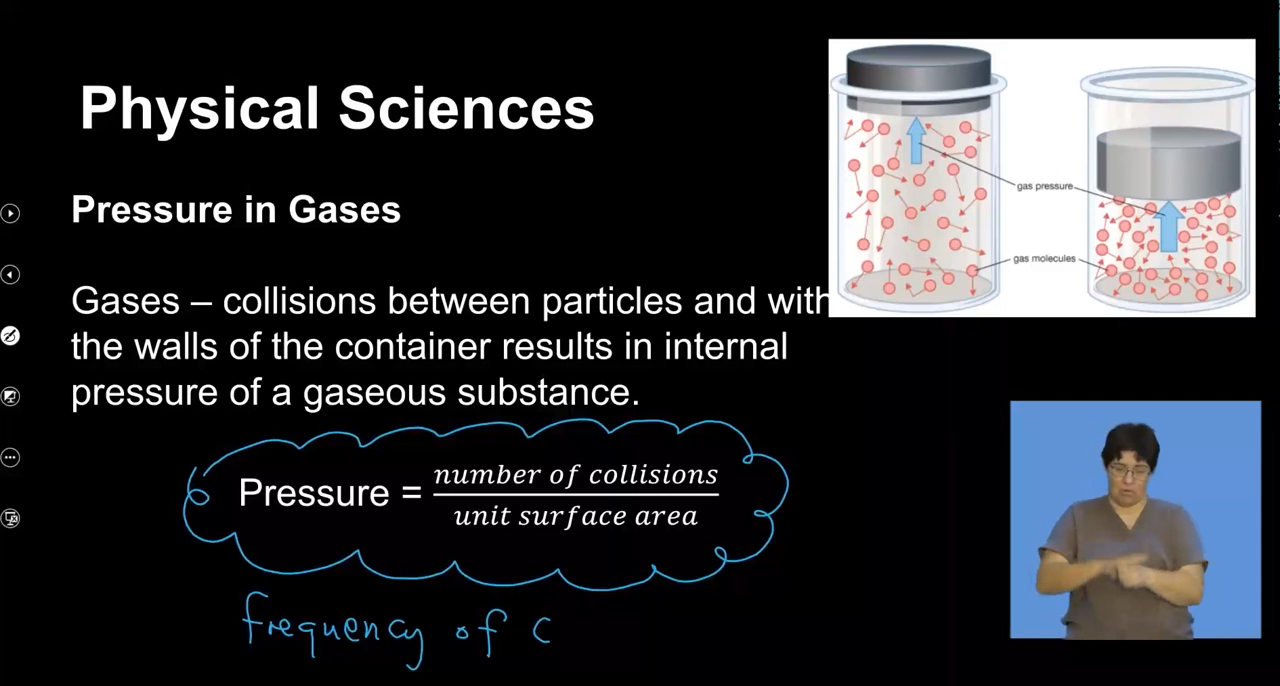 Physical Sciences
Pressure in Gases
Gases – collisions between particles and with
the walls of the container results in internal
pressure of a gaseous substance.
Pressure = number of collisions
unit surface area
frequency of c
gas pressure
gas molecules